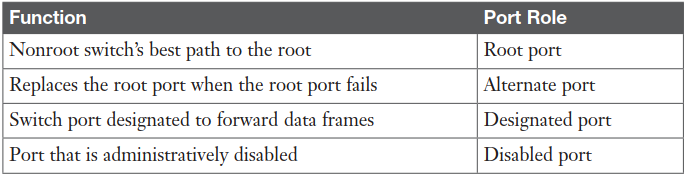 Function Port Role
Nonroot switch's best path to the root Root port
Replaces the root port when the root port fails Alternate port
Switch port designated to forward data frames Designated port
Port that is administratively disabled Disabled port